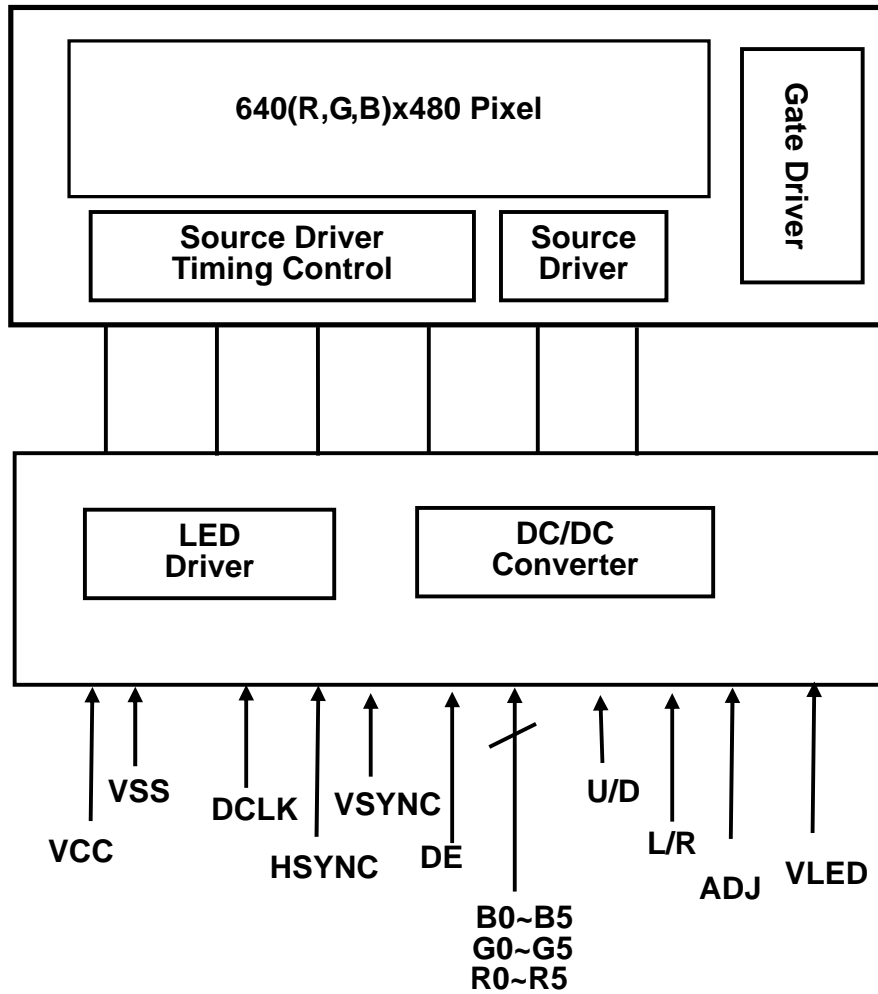 640(R,G,B)x480 Pixel
Gate Driver
Source Driver
Timing Control
Source
Driver
LED
Driver
DC/DC
Converter
VSS
DCLK
VSYNC
U/D
VCC
HSYNC
DE
L/R
ADJ
VLED
B0~B5
G0~G5
R0~R5